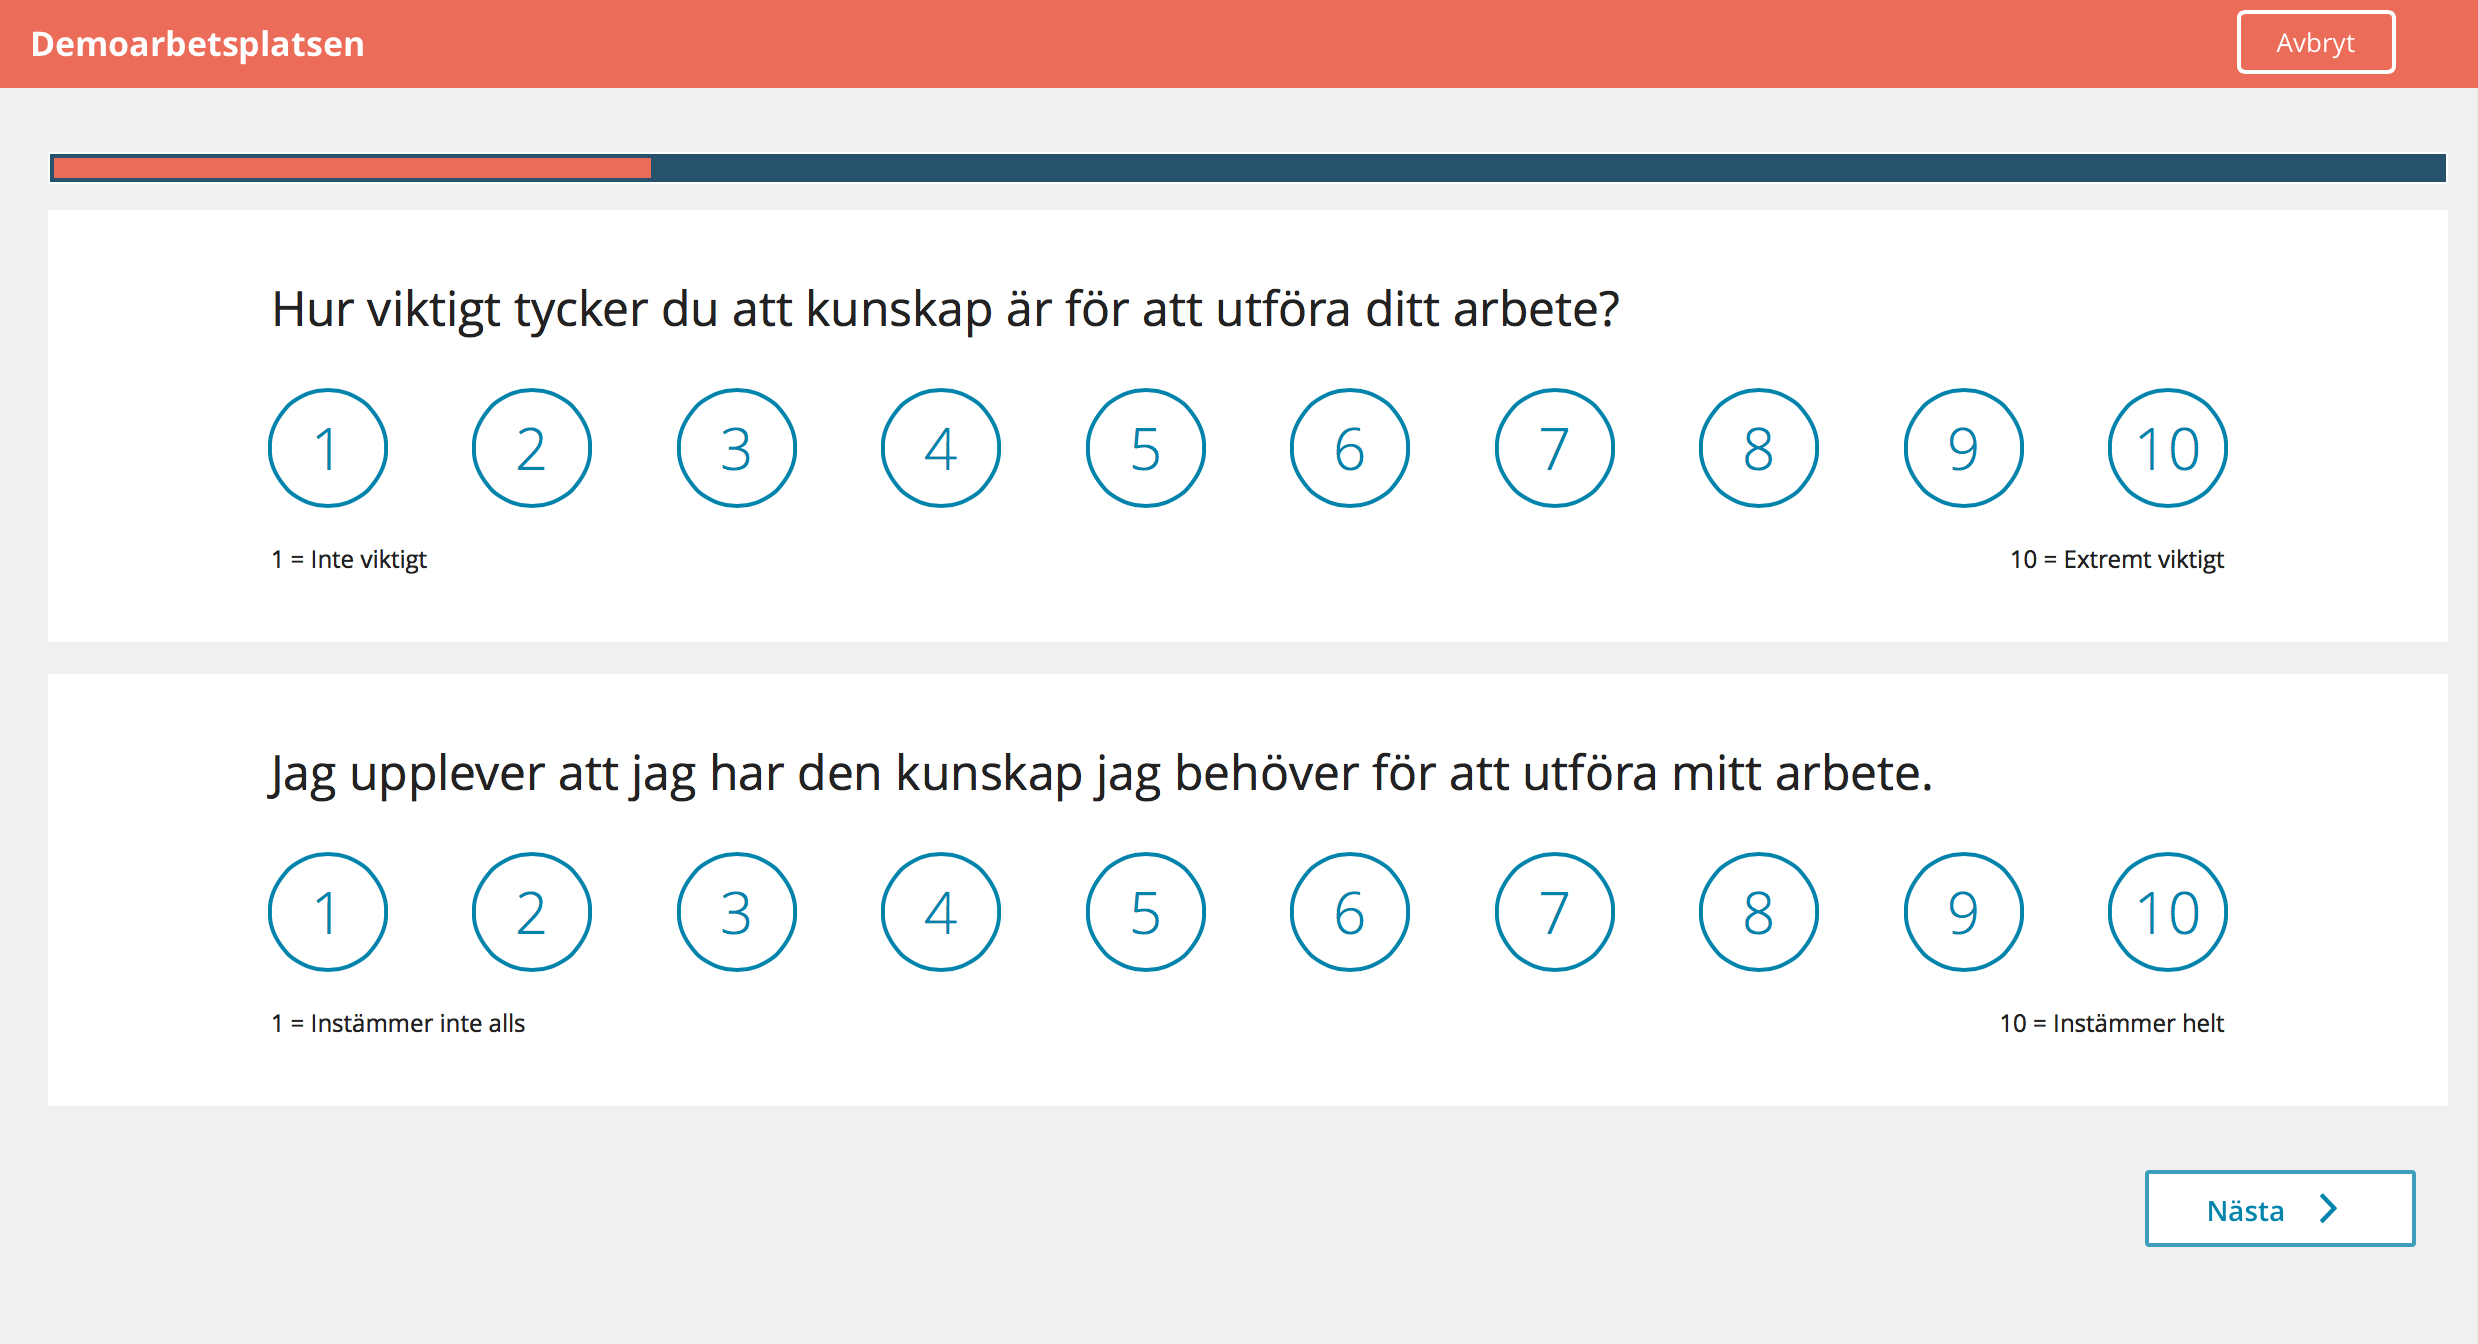 Demoarbetsplatsen
Avbryt
Hur viktigt tycker du att kunskap är för att utföra ditt arbete?
1 2 3 4 5 6 7 8 9 10
1 = Inte viktigt
10 = Extremt viktigt
Jag upplever att jag har den kunskap jag behöver för att utföra mitt arbete.
1 2 3 4 5 6 7 8 9 10
1 = Instämmer inte alls
10 = Instämmer helt
Nästa